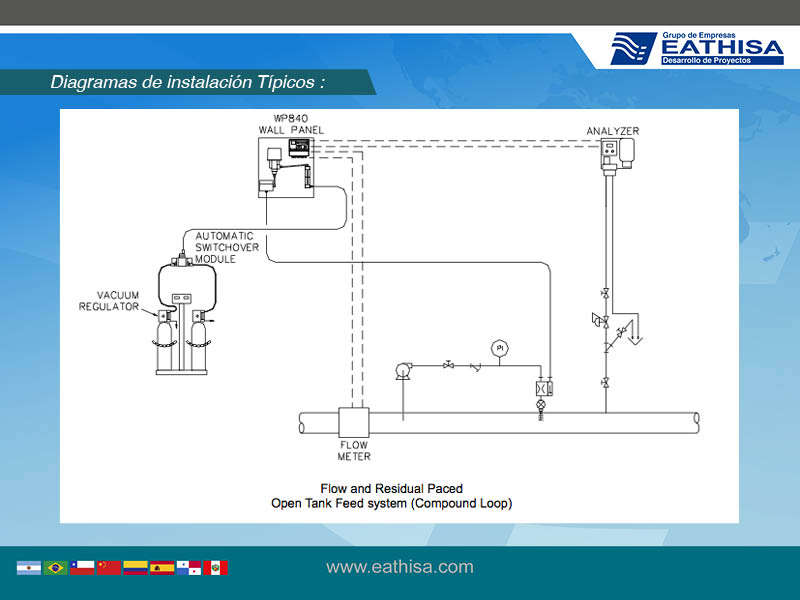 Grupo de Empresas
EATHISA
Desarrollo de Proyectos
Diagramas de instalación Típicos :
WP840
WALL PANEL
ANALYZER
AUTOMATIC
SWITCHOVER
MODULE
VACUUM
REGULATOR
PI
FLOW
METER
Flow and Residual Paced
Open Tank Feed system (Compound Loop)
www.eathisa.com